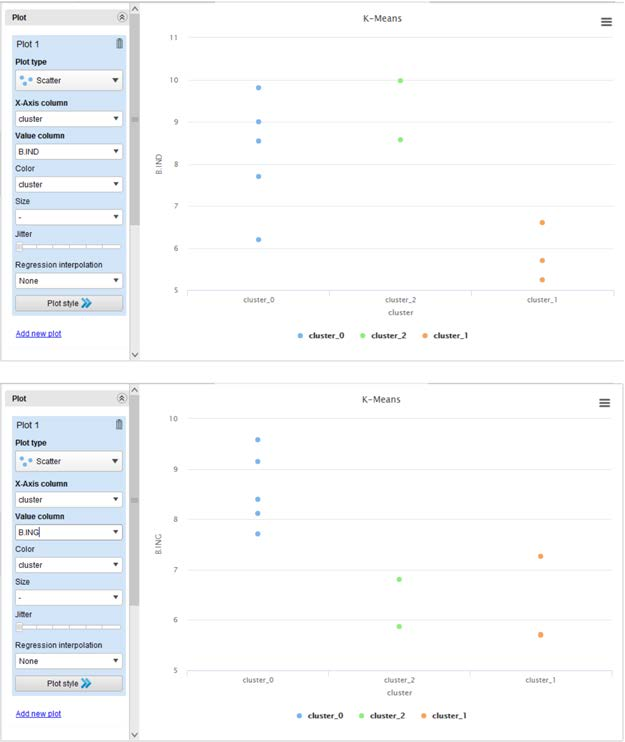 Plot
Plot 1
Plot type
Scatter
X-Axis column
cluster
Value column
B.IND
Color
cluster
Size
-
Jitter
Regression interpolation
None
Plot style
Add new plot
K-Means
11
10
9
8
7
6
5
B.IND
cluster_0 cluster_2 cluster_1
cluster
cluster_0 cluster_2 cluster_1
Plot
Plot 1
Plot type
Scatter
X-Axis column
cluster
Value column
B.ING
Color
cluster
Size
-
Jitter
Regression interpolation
None
Plot style
Add new plot
K-Means
10
9
8
7
6
5
B.ING
cluster_0 cluster_2 cluster_1
cluster
cluster_0 cluster_2 cluster_1